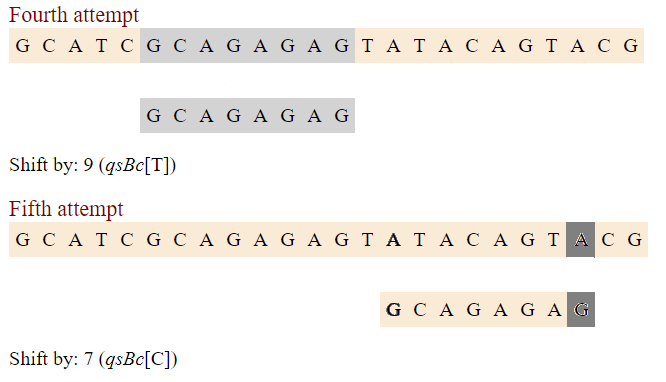 Fourth attempt
G C A T C G C A G A G A G T A T A C A G T A C G
G C A G A G A G
Shift by: 9 (qsBc[T])
Fifth attempt
G C A T C G C A G A G A G T A T A C A G T A C G
G C A G A G A G
Shift by: 7 (qsBc[C])